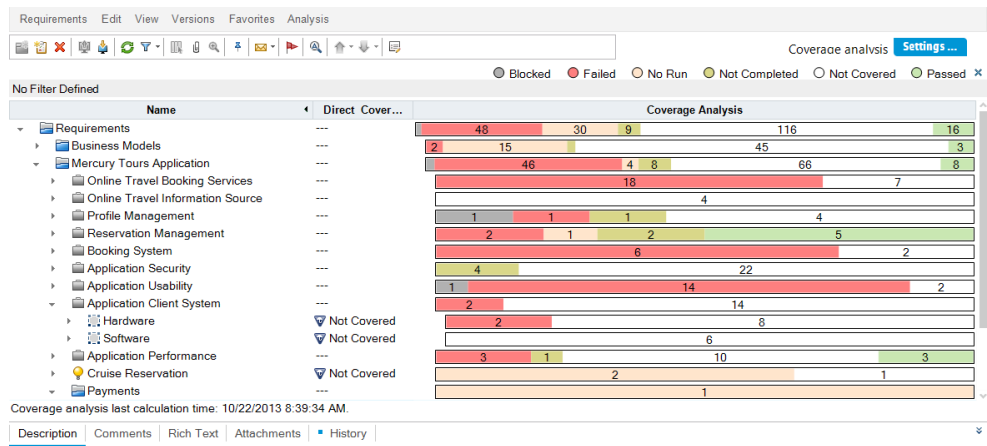 Requirements Edit View Versions Favorites Analysis
Coverage analysis Settings ...
Blocked Failed No Run Not Completed Not Covered Passed
No Filter Defined
Name Direct Cover... Coverage Analysis
Requirements --- 48 30 9 116 16
Business Models --- 2 15 45 3
Mercury Tours Application --- 46 4 8 66 8
Online Travel Booking Services --- 18 7
Online Travel Information Source --- 4
Profile Management --- 1 1 1 4
Reservation Management --- 2 1 2 5
Booking System --- 6 2
Application Security --- 4 22
Application Usability --- 1 14 2
Application Client System --- 2 14
Hardware Not Covered 2 8
Software Not Covered 6
Application Performance --- 3 1 10 3
Cruise Reservation Not Covered 2 1
Payments --- 1
Coverage analysis last calculation time: 10/22/2013 8:39:34 AM.
Description Comments Rich Text Attachments History